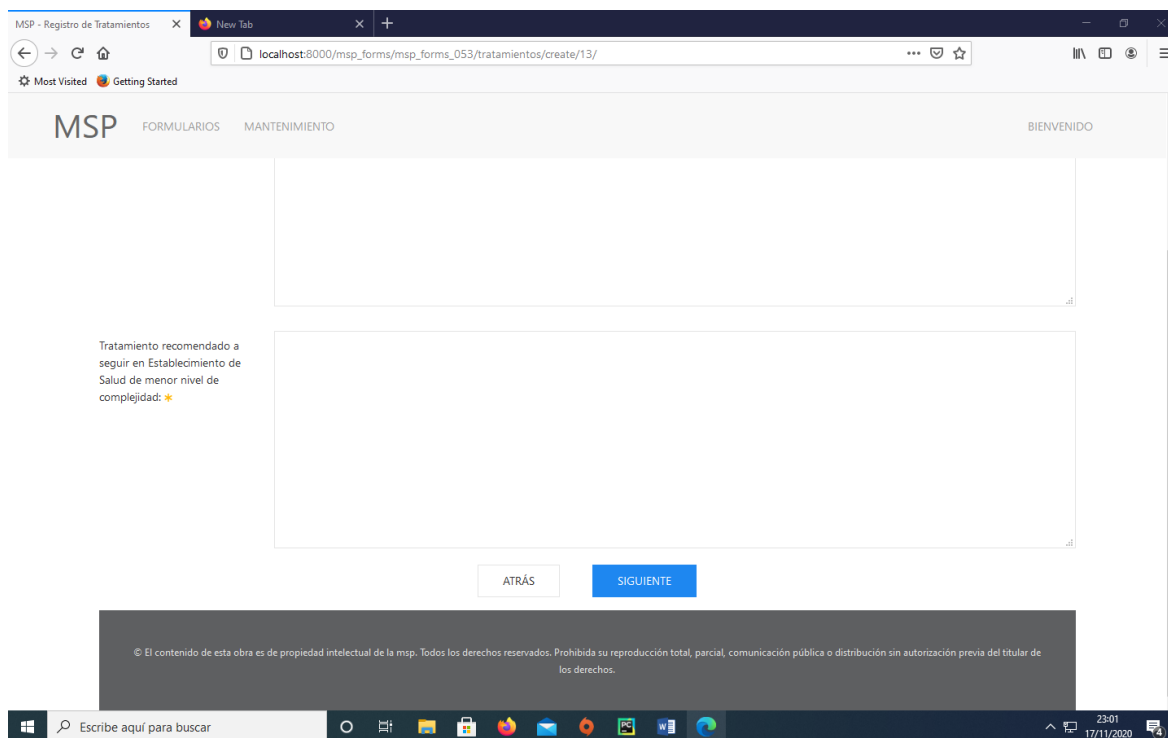 MSP - Registro de Tratamientos
New Tab
localhost:8000/msp_forms/msp_forms_053/tratamientos/create/13/
Most Visited Getting Started
MSP FORMULARIOS MANTENIMIENTO BIENVENIDO
Tratamiento recomendado a
seguir en Establecimiento de
Salud de menor nivel de
complejidad: *
ATRÁS SIGUIENTE
© El contenido de esta obra es de propiedad intelectual de la msp. Todos los derechos reservados. Prohibida su reproducción total, parcial, comunicación pública o distribución sin autorización previa del titular de
los derechos.
Escribe aquí para buscar
PC
W
23:01
17/11/2020
4